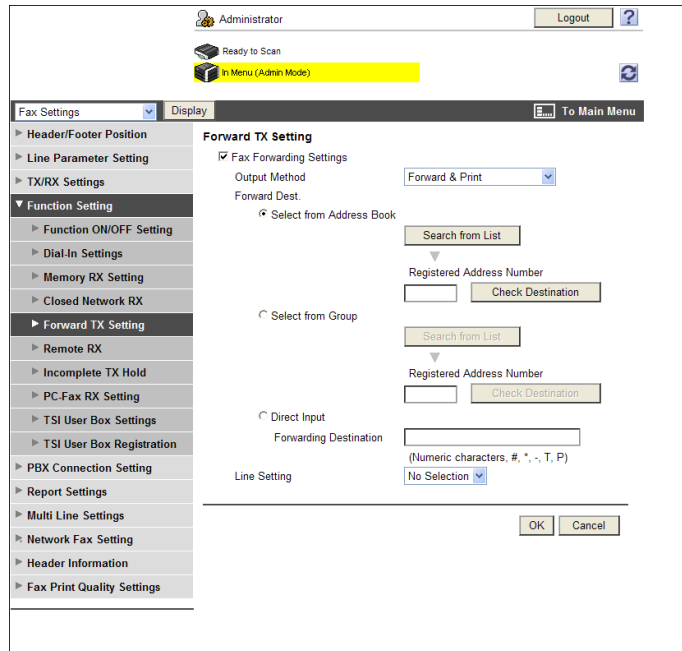 Administrator
Logout
?
Ready to Scan
In Menu (Admin Mode)
Fax Settings
Display
To Main Menu
Header/Footer Position
Line Parameter Setting
TX/RX Settings
Function Setting
Function ON/OFF Setting
Dial-In Settings
Memory RX Setting
Closed Network RX
Forward TX Setting
Remote RX
Incomplete TX Hold
PC-Fax RX Setting
TSI User Box Settings
TSI User Box Registration
PBX Connection Setting
Report Settings
Multi Line Settings
Network Fax Setting
Header Information
Fax Print Quality Settings
Forward TX Setting
Fax Forwarding Settings
Output Method
Forward & Print
Forward Dest.
Select from Address Book
Search from List
Registered Address Number
Check Destination
Select from Group
Search from List
Registered Address Number
Check Destination
Direct Input
Forwarding Destination
(Numeric characters, #, *, -, T, P)
Line Setting
No Selection
OK
Cancel